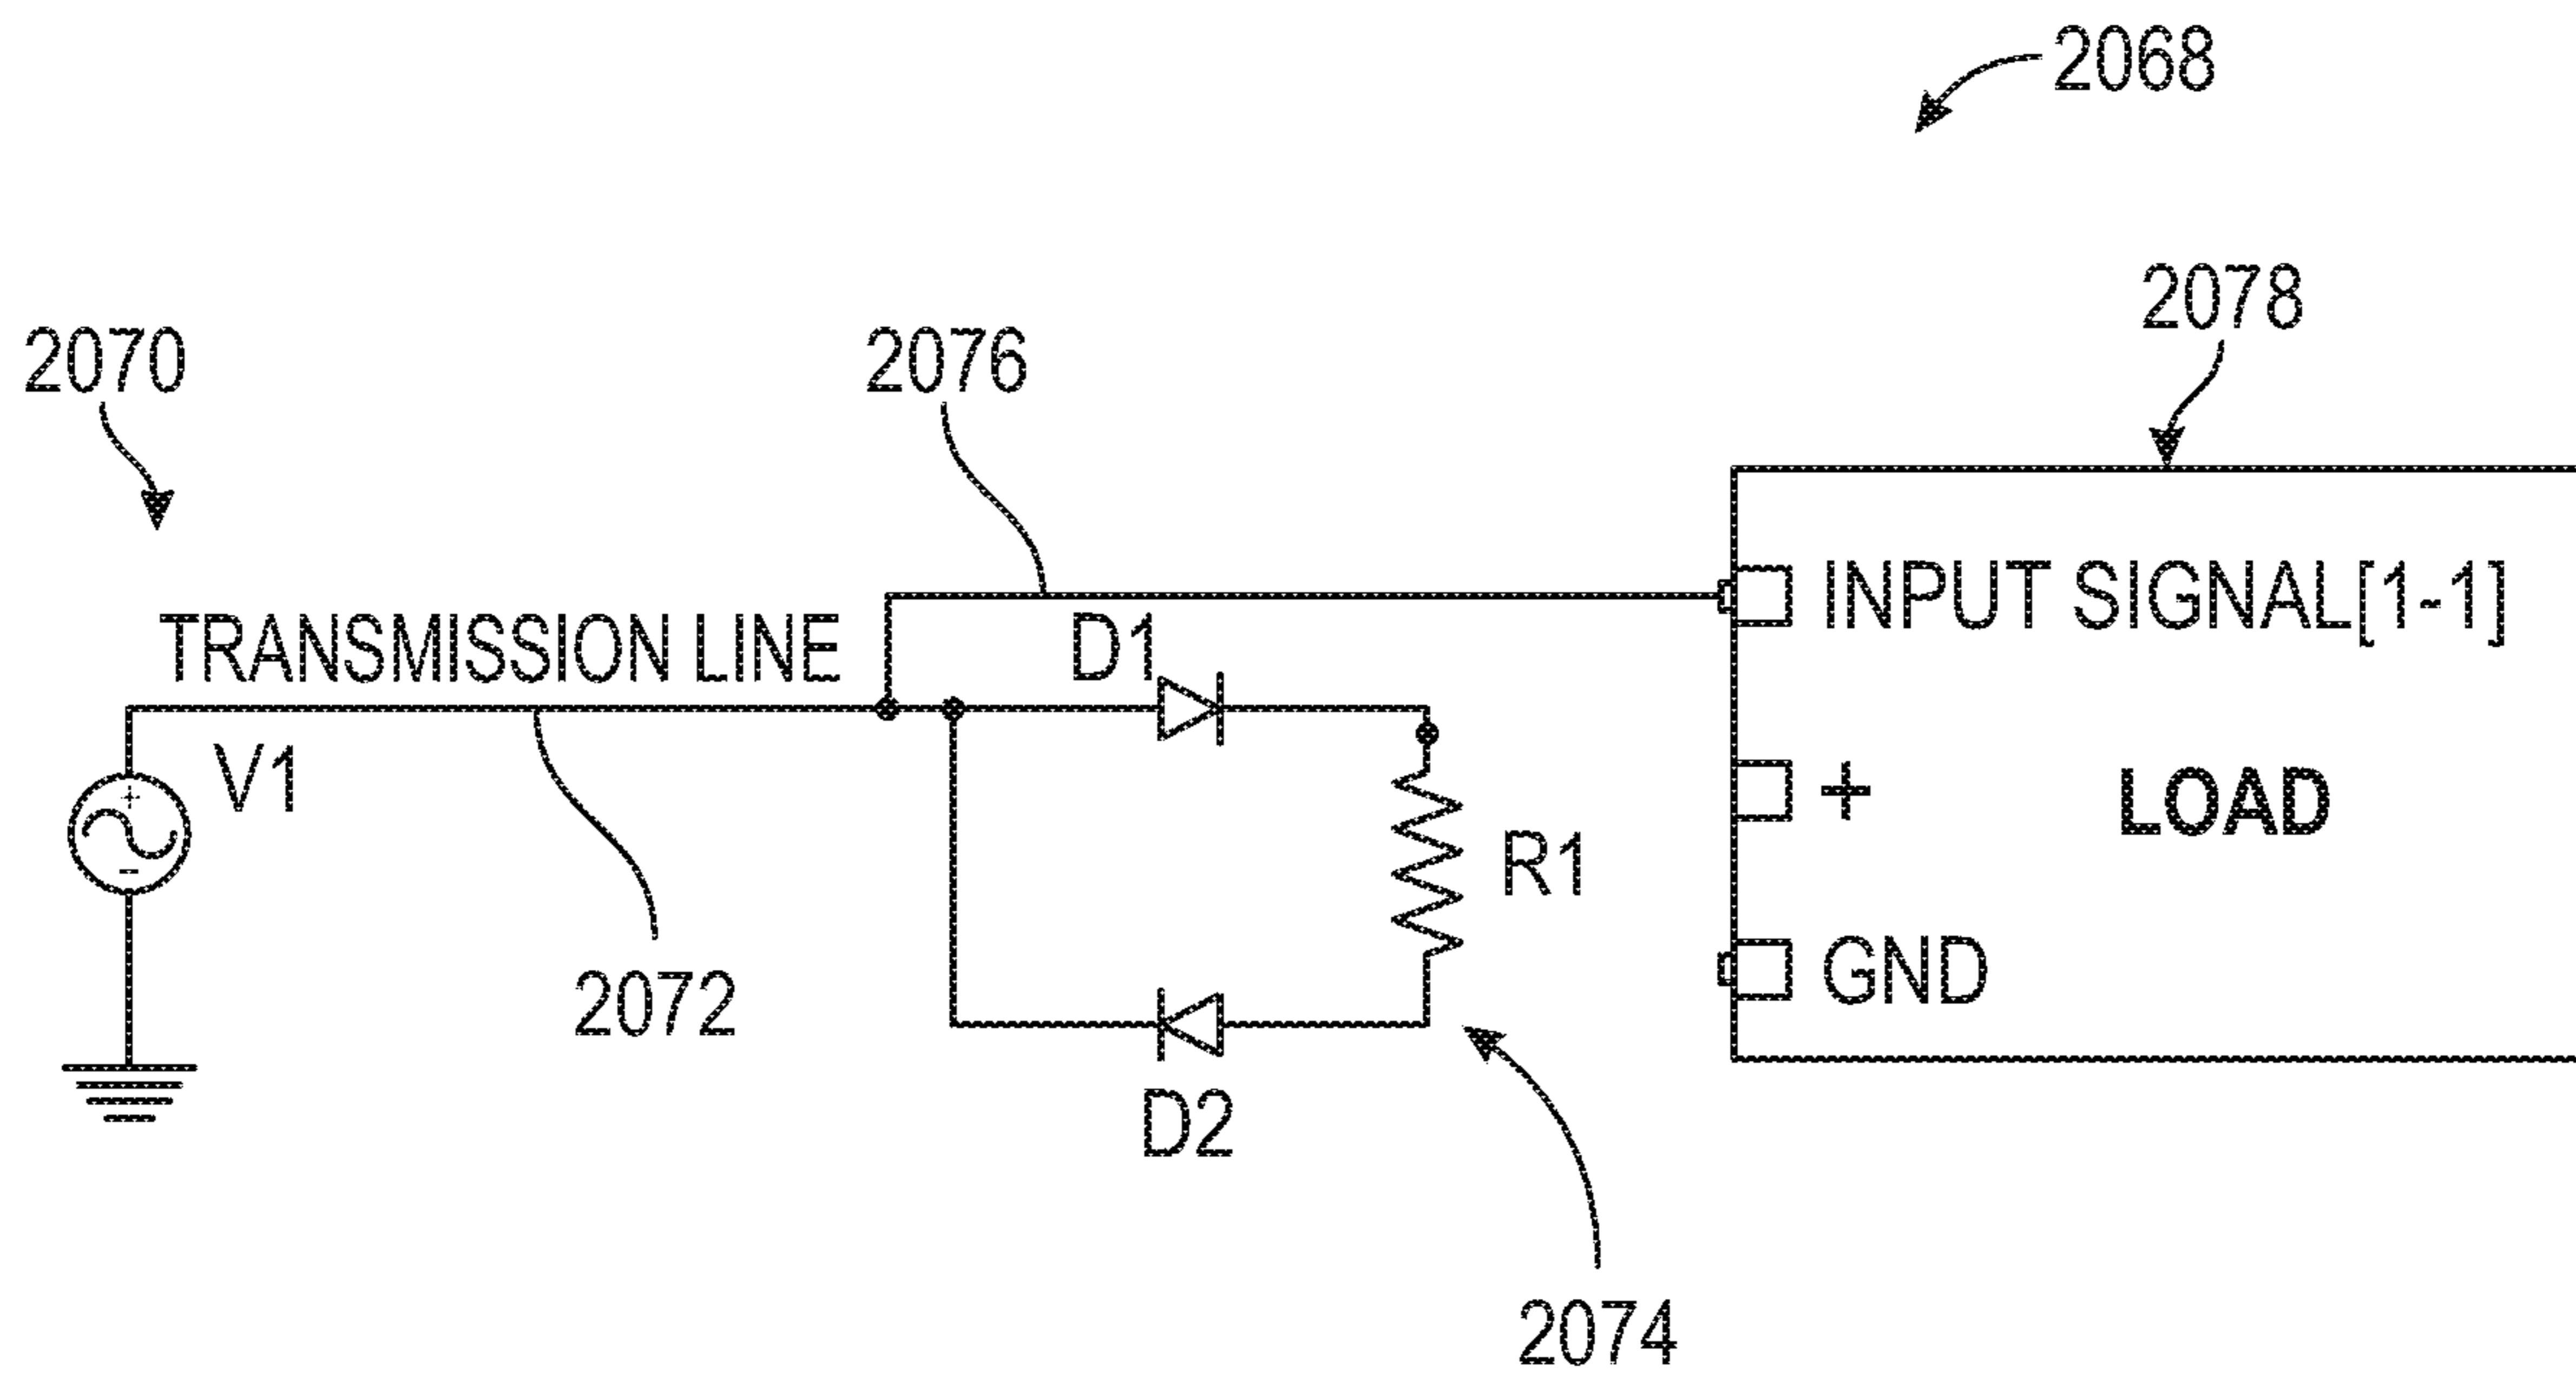 2068
2078
2070
2076
INPUT SIGNAL[1-1]
TRANSMISSION LINE
D1
V1
+
-
+
LOAD
R1
2072
GND
D2
2074